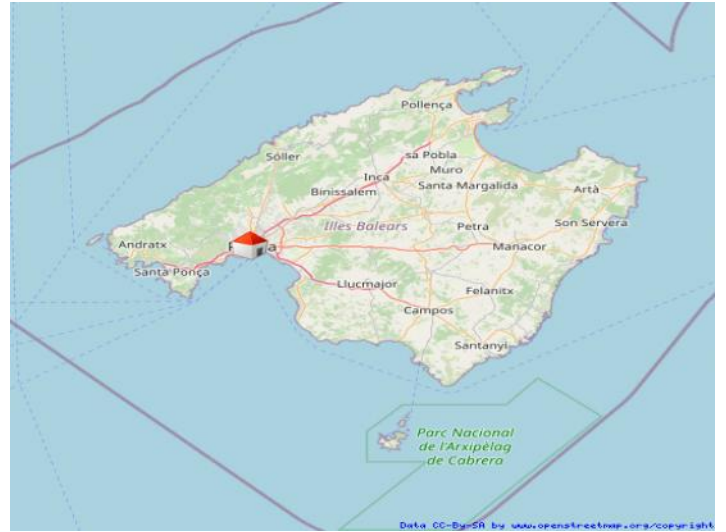 Pollença
sa Pobla
Sóller
Muro
Inca
Santa Margalida
Artà
Binissalem
Illes Balears
Petra
Son Servera
Andratx
Manacor
Santa Ponça
Llucmajor
Felanitx
Campos
Santanyí
Parc Nacional
de l'Arxipèlag
de Cabrera
Data CC-By-SA by www.openstreetmap.org/copyright